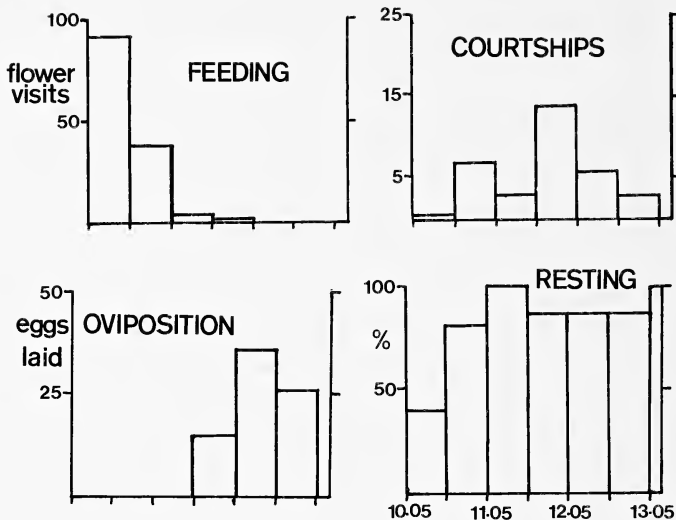 100
flower
visits
50
FEEDING
25
15
5
COURTSHIPS
50
eggs
laid
25
OVIPOSITION
RESTING
100
%
50
10·05 11·05 12·05 13·05